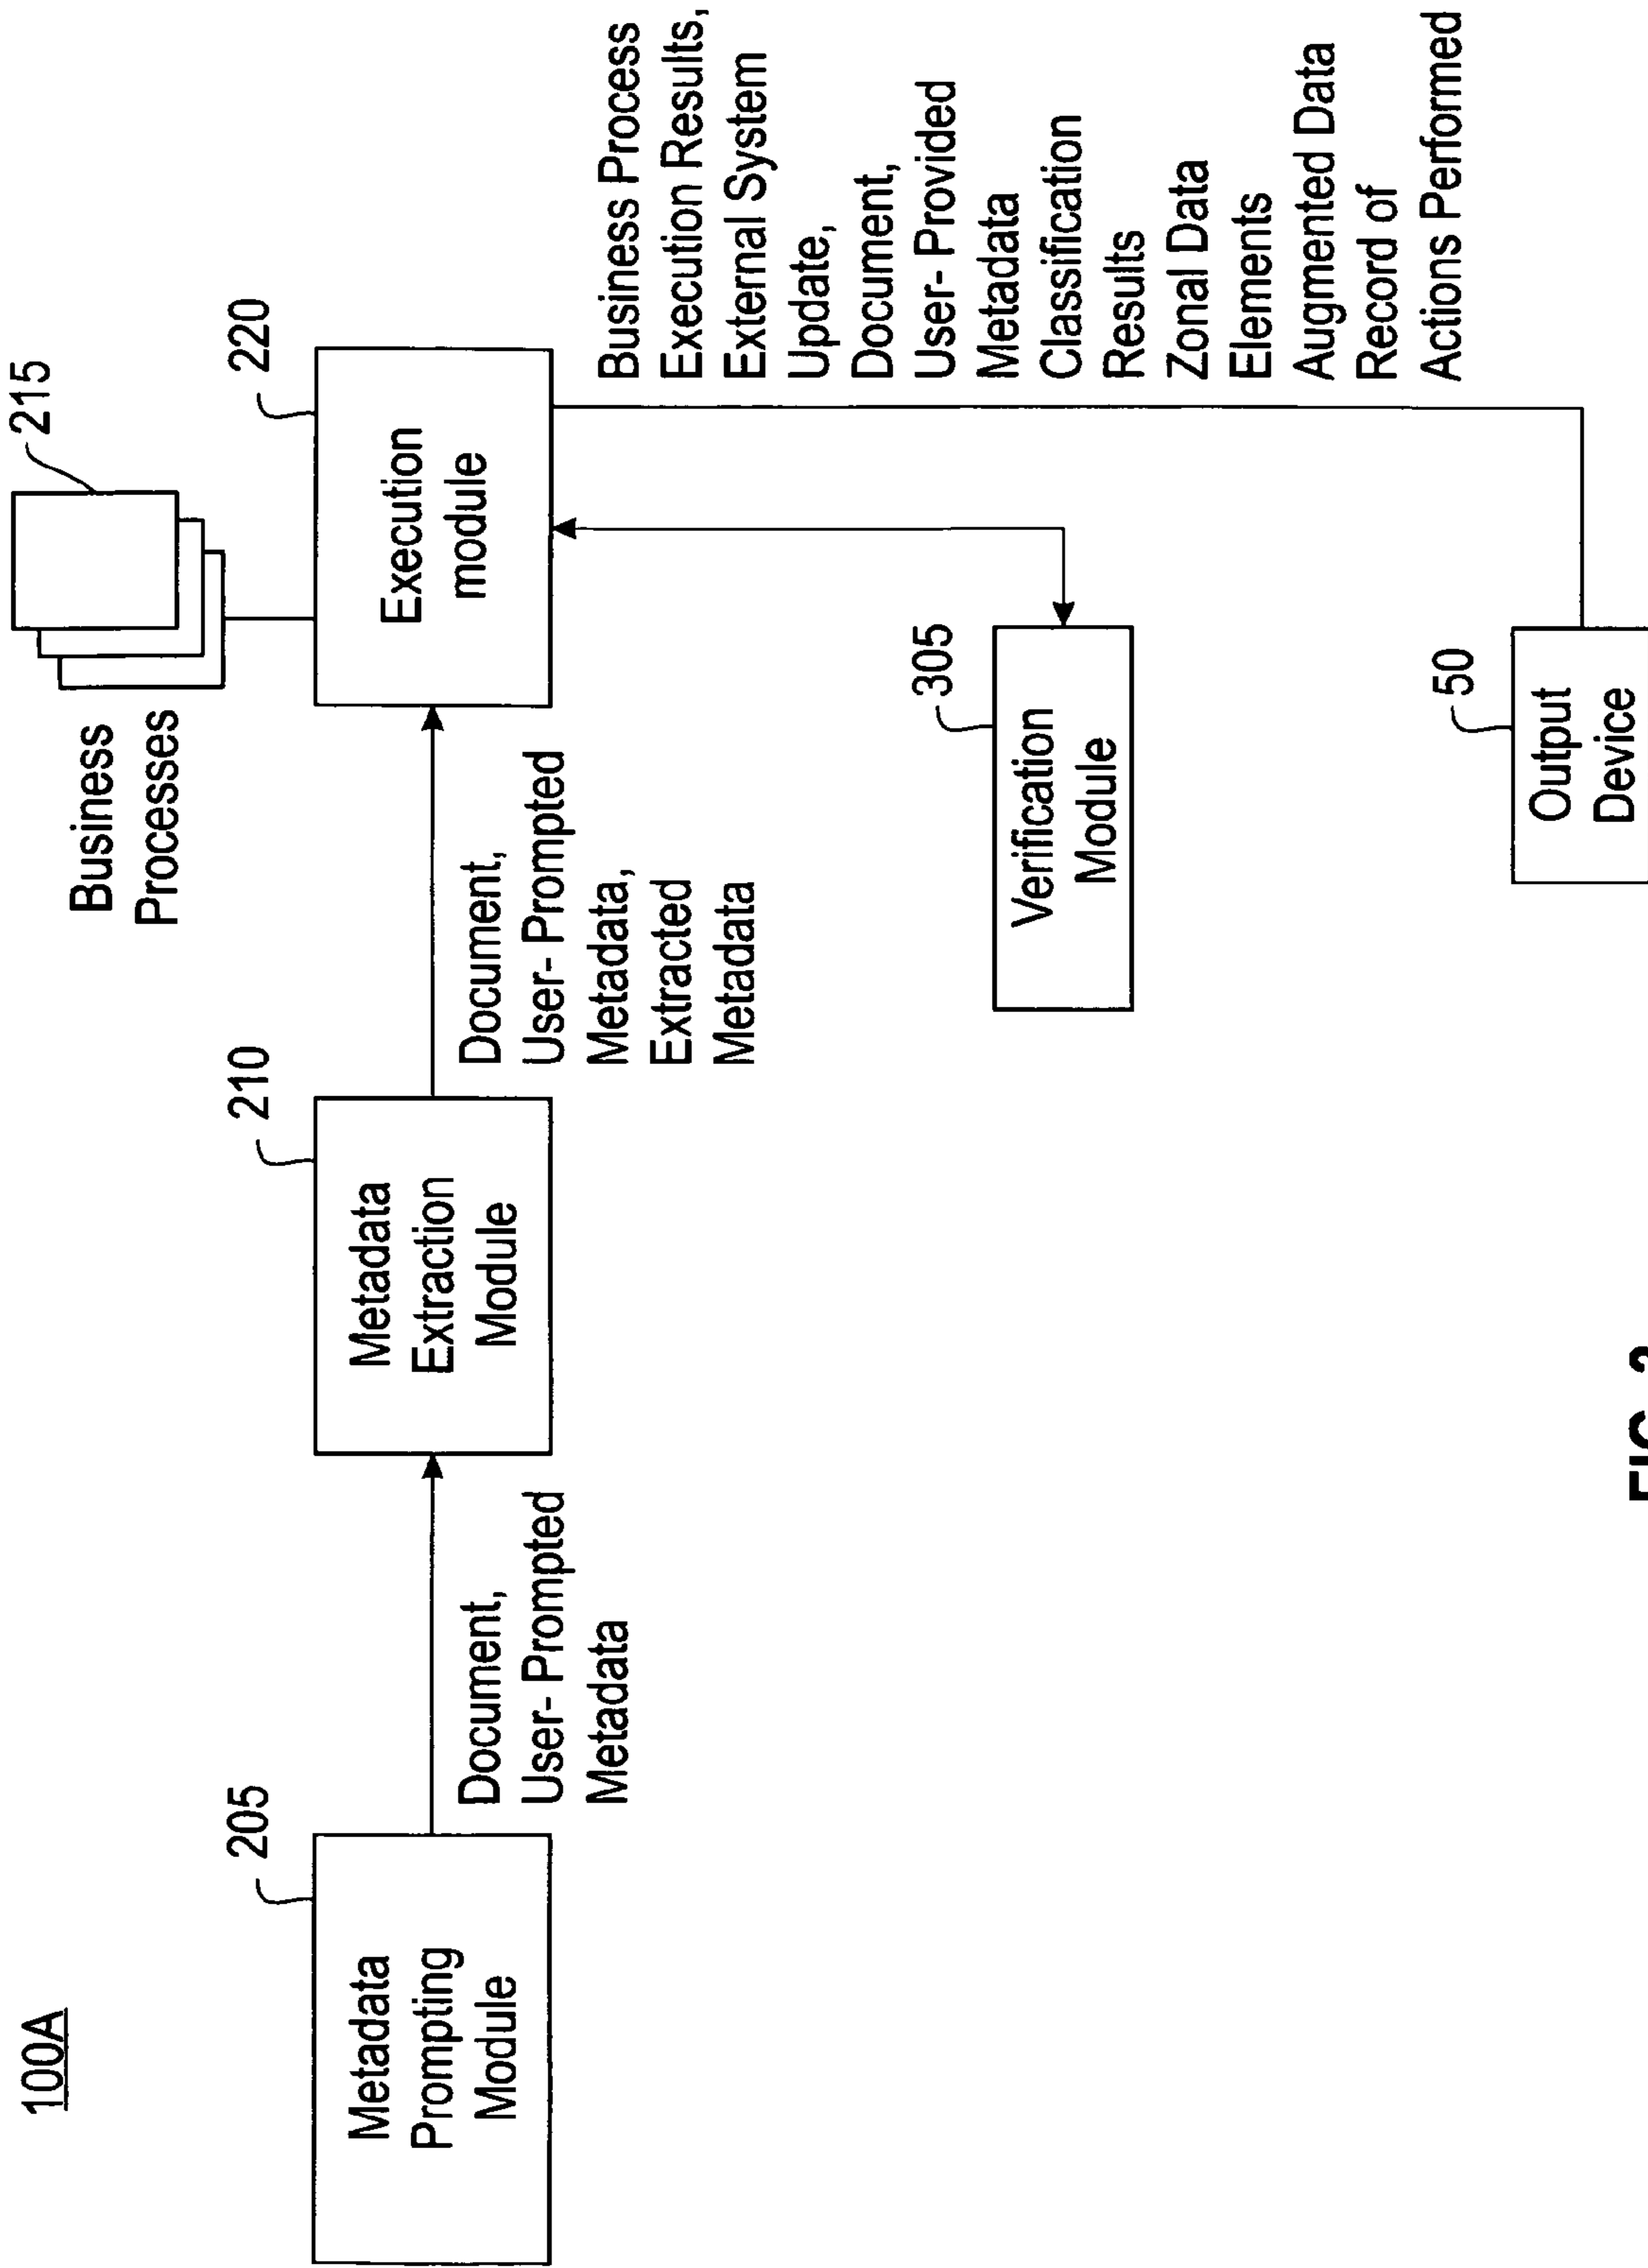 100A
205
Metadata
Prompting
Module
Document,
User- Prompted
Metadata
210
Metadata
Extraction
Module
Document,
User- Prompted
Metadata,
Extracted
Metadata
Business
Processes
215
220
Execution
module
Business Process
Execution Results,
External System
Update,
Document,
User- Provided
Metadata
Classification
Results
Zonal Data
Elements
Augmented Data
Record of
Actions Performed
305
Verification
Module
50
Output
Device
FIG.